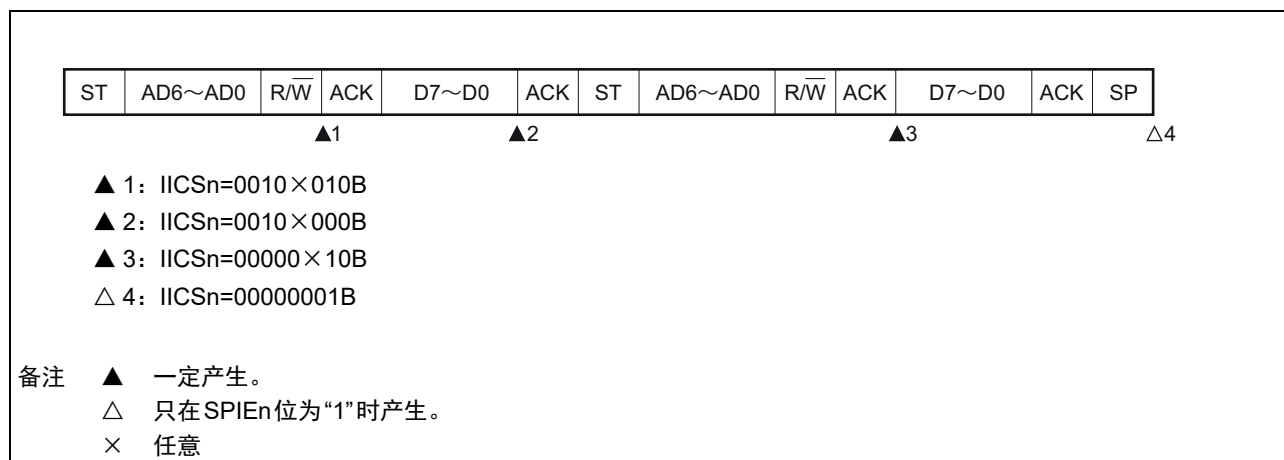 ST AD6～AD0 R/W̅ ACK D7～D0 ACK ST AD6～AD0 R/W̅ ACK D7～D0 ACK SP
▲1 ▲2 ▲3 △4
▲ 1：IICSn=0010×010B
▲ 2：IICSn=0010×000B
▲ 3：IICSn=00000×10B
△ 4：IICSn=00000001B
备注 ▲ 一定产生。
△ 只在SPIEn位为“1”时产生。
× 任意